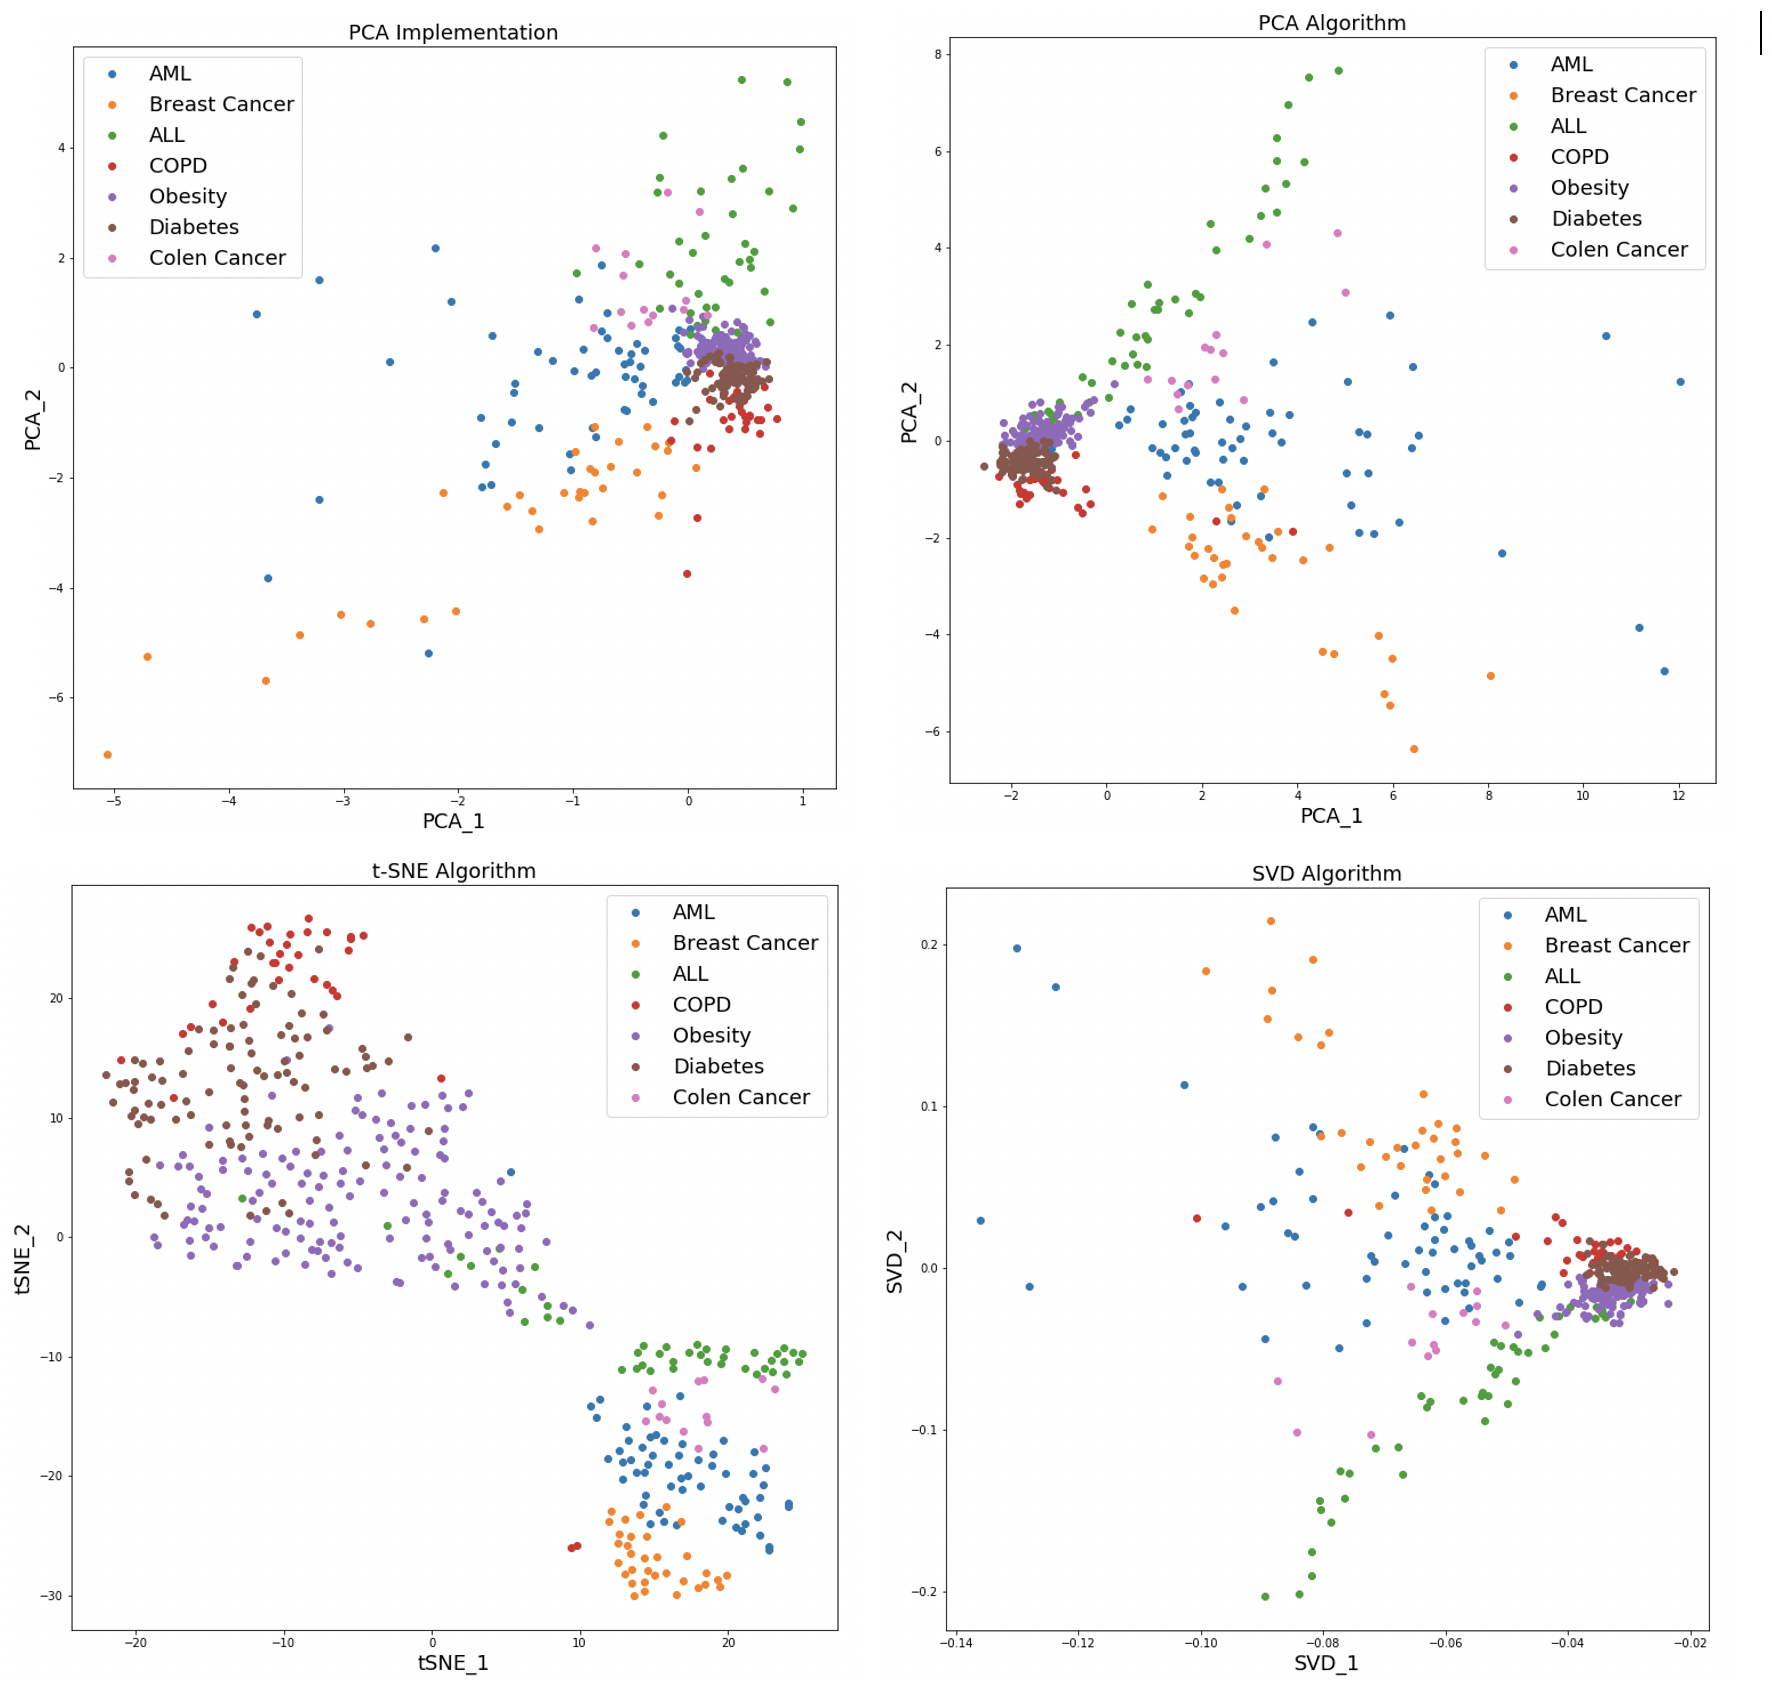 PCA Implementation
AML
Breast Cancer
ALL
COPD
Obesity
Diabetes
Colen Cancer
4
2
0
−2
−4
−6
PCA_2
−5 −4 −3 −2 −1 0 1
PCA_1
PCA Algorithm
AML
Breast Cancer
ALL
COPD
Obesity
Diabetes
Colen Cancer
8
6
4
2
0
−2
−4
−6
PCA_2
−2 0 2 4 6 8 10 12
PCA_1
t-SNE Algorithm
AML
Breast Cancer
ALL
COPD
Obesity
Diabetes
Colen Cancer
20
10
0
−10
−20
−30
tSNE_2
−20 −10 0 10 20
tSNE_1
SVD Algorithm
AML
Breast Cancer
ALL
COPD
Obesity
Diabetes
Colen Cancer
0.2
0.1
0.0
−0.1
−0.2
SVD_2
−0.14 −0.12 −0.10 −0.08 −0.06 −0.04 −0.02
SVD_1